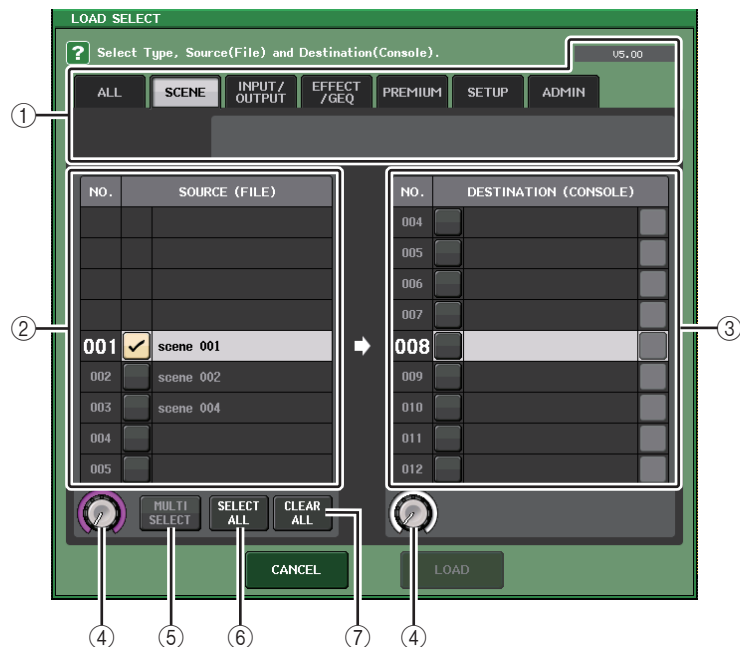 LOAD SELECT
? Select Type, Source(File) and Destination(Console).
V5.00
ALL SCENE INPUT/ OUTPUT EFFECT /GEQ PREMIUM SETUP ADMIN
①
NO. SOURCE (FILE)
001 scene 001
002 scene 002
003 scene 004
004
005
②
NO. DESTINATION (CONSOLE)
004
005
006
007
008
009
010
011
012
③
MULTI SELECT
SELECT ALL
CLEAR ALL
CANCEL LOAD
④ ⑤ ⑥ ⑦ ④